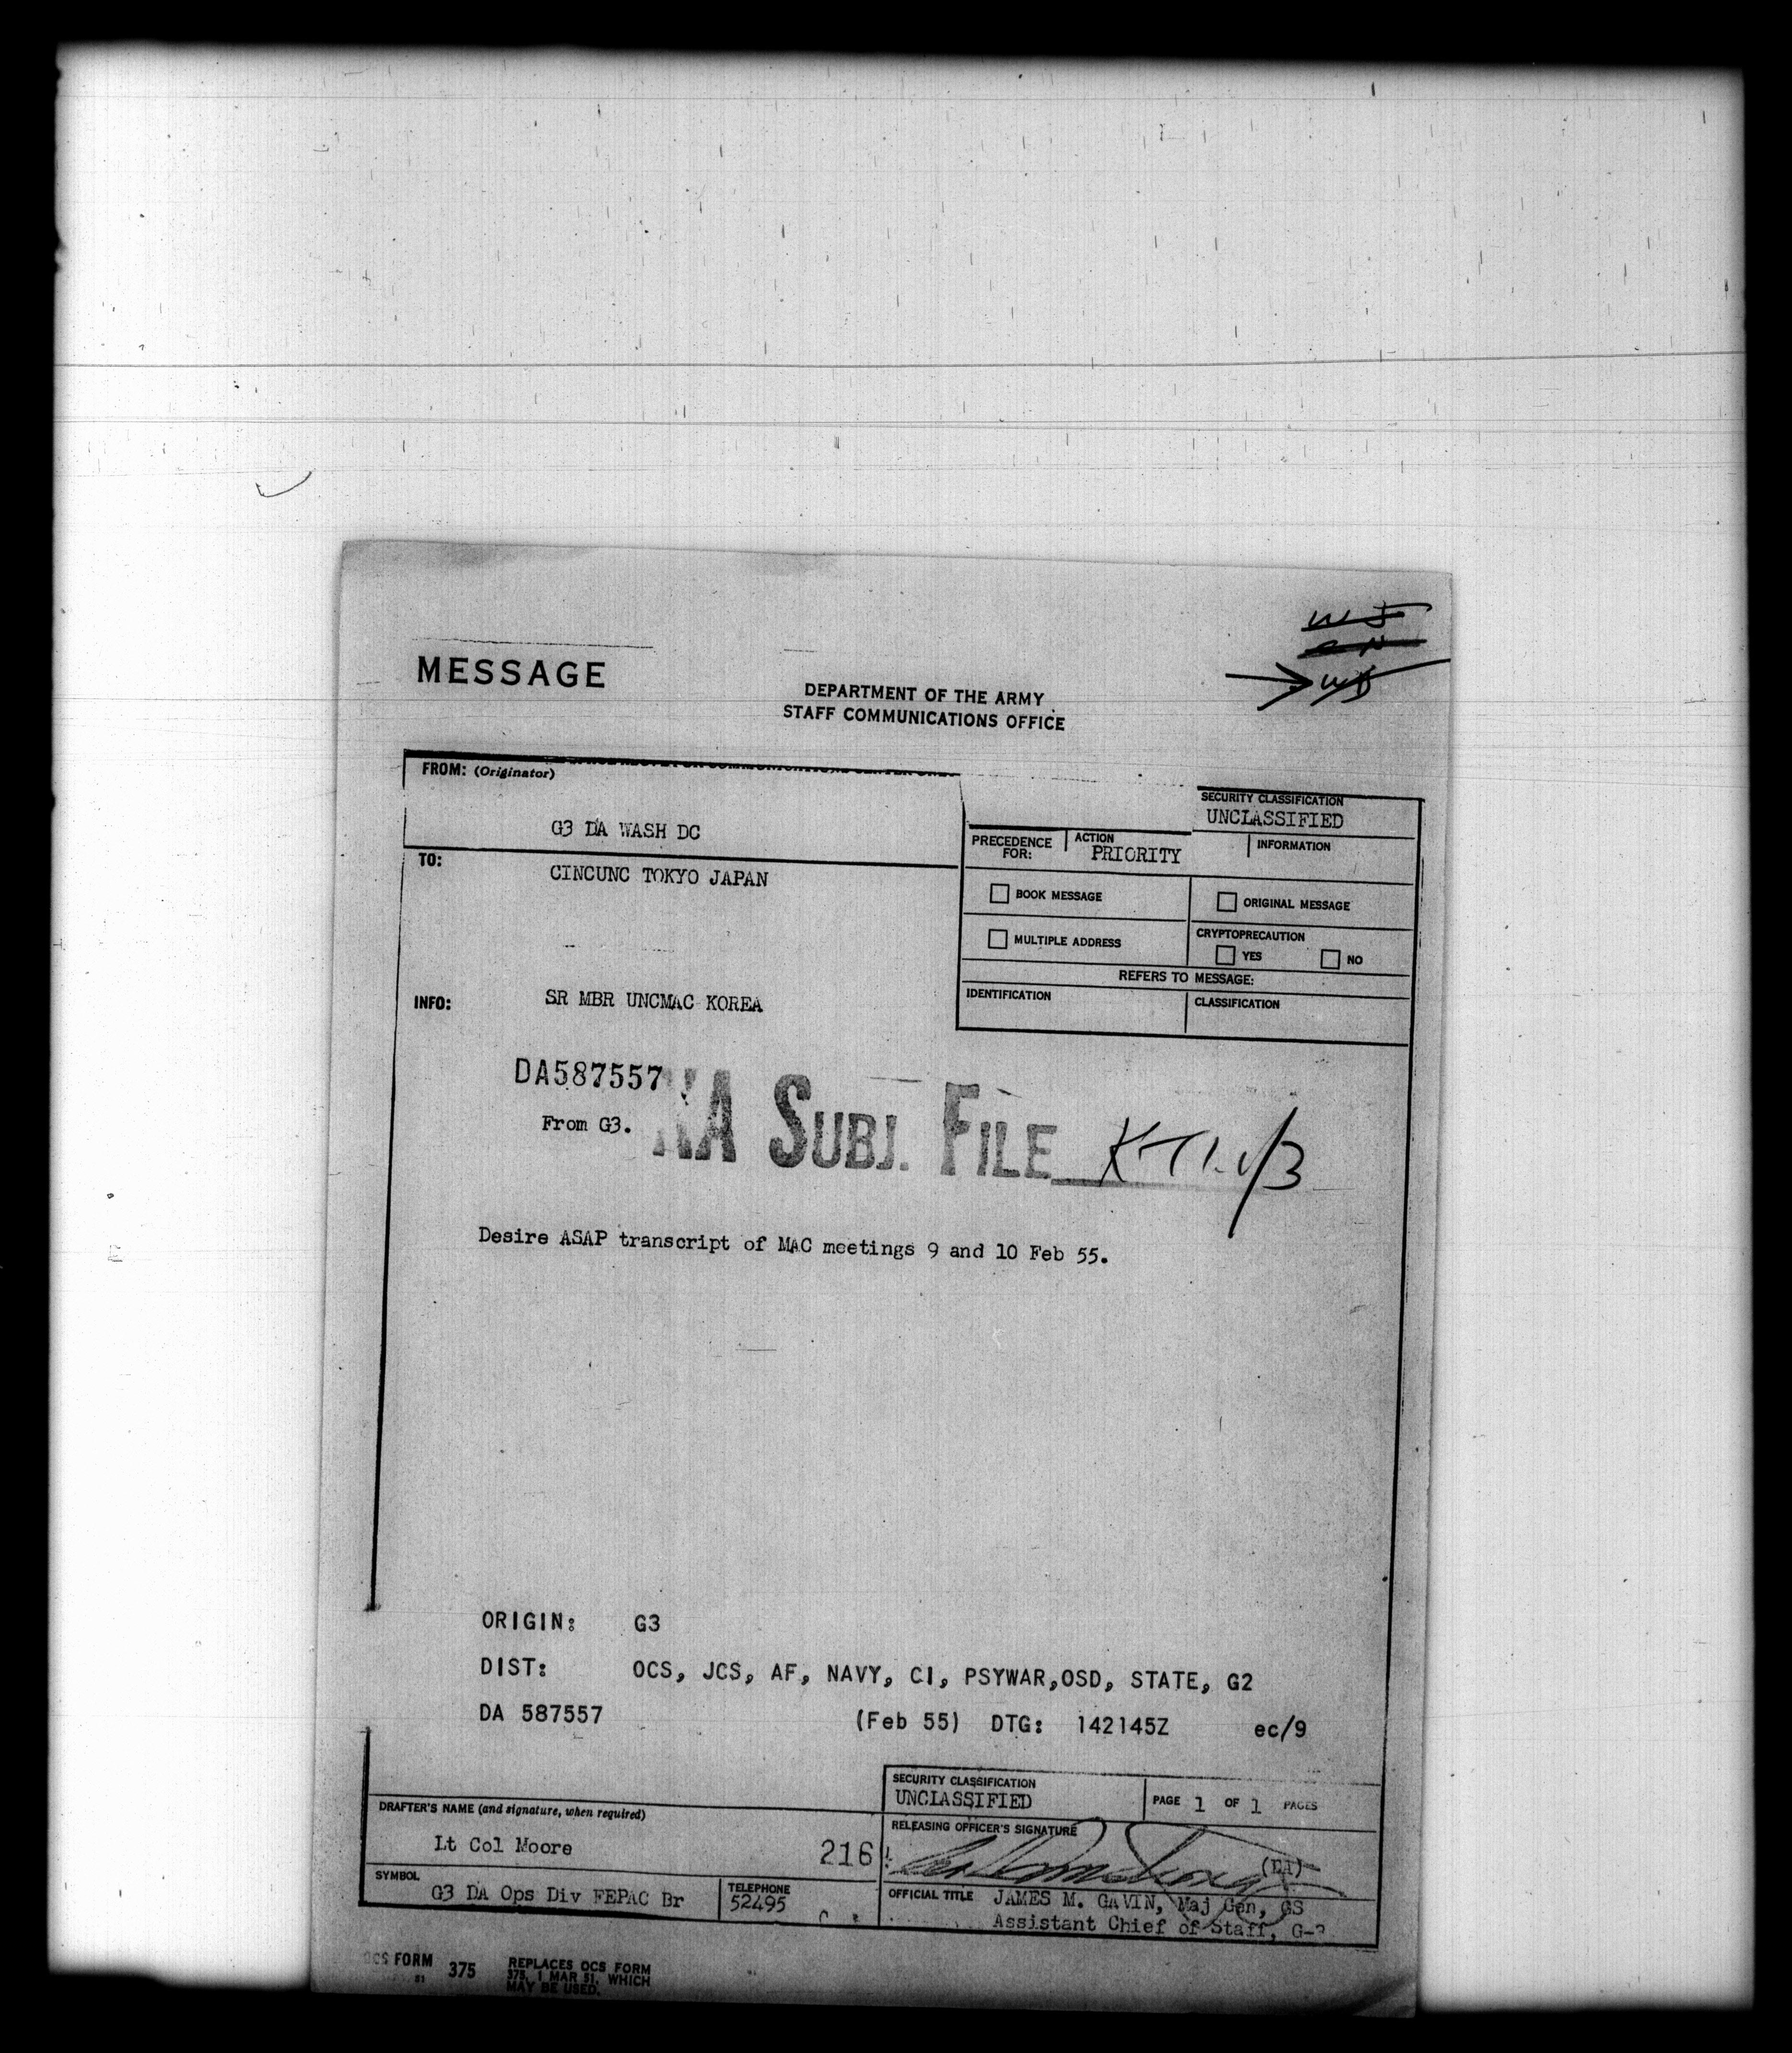 MESSAGE
DEPARTMENT OF THE ARMY
STAFF COMMUNICATIONS OFFICE
FROM: (Originator)
G3 DA WASH DC
SECURITY CLASSIFICATION
UNCLASSIFIED
PRECEDENCE FOR:
ACTION
PRIORITY
INFORMATION
TO:
CINCUNC TOKYO JAPAN
BOOK MESSAGE
ORIGINAL MESSAGE
MULTIPLE ADDRESS
CRYPTOPRECAUTION
YES
NO
REFERS TO MESSAGE:
IDENTIFICATION
CLASSIFICATION
INFO:
SR MBR UNCMAC KOREA
DA587557
From G3.
SUBJ. FILE
Desire ASAP transcript of MAC meetings 9 and 10 Feb 55.
ORIGIN: G3
DIST: OCS, JCS, AF, NAVY, CI, PSYWAR,OSD, STATE, G2
DA 587557 (Feb 55) DTG: 142145Z ec/9
SECURITY CLASSIFICATION
UNCLASSIFIED
PAGE 1 OF 1 PAGES
DRAFTER'S NAME (and signature, when required)
Lt Col Moore
216
RELEASING OFFICER'S SIGNATURE
(DA)
SYMBOL
G3 DA Ops Div FEPAC Br
TELEPHONE
52495
OFFICIAL TITLE JAMES M. GAVIN, Maj Gen, GS
Assistant Chief of Staff,
OCS FORM 375
REPLACES OCS FORM
375, 1 MAR 51, WHICH
MAY BE USED.